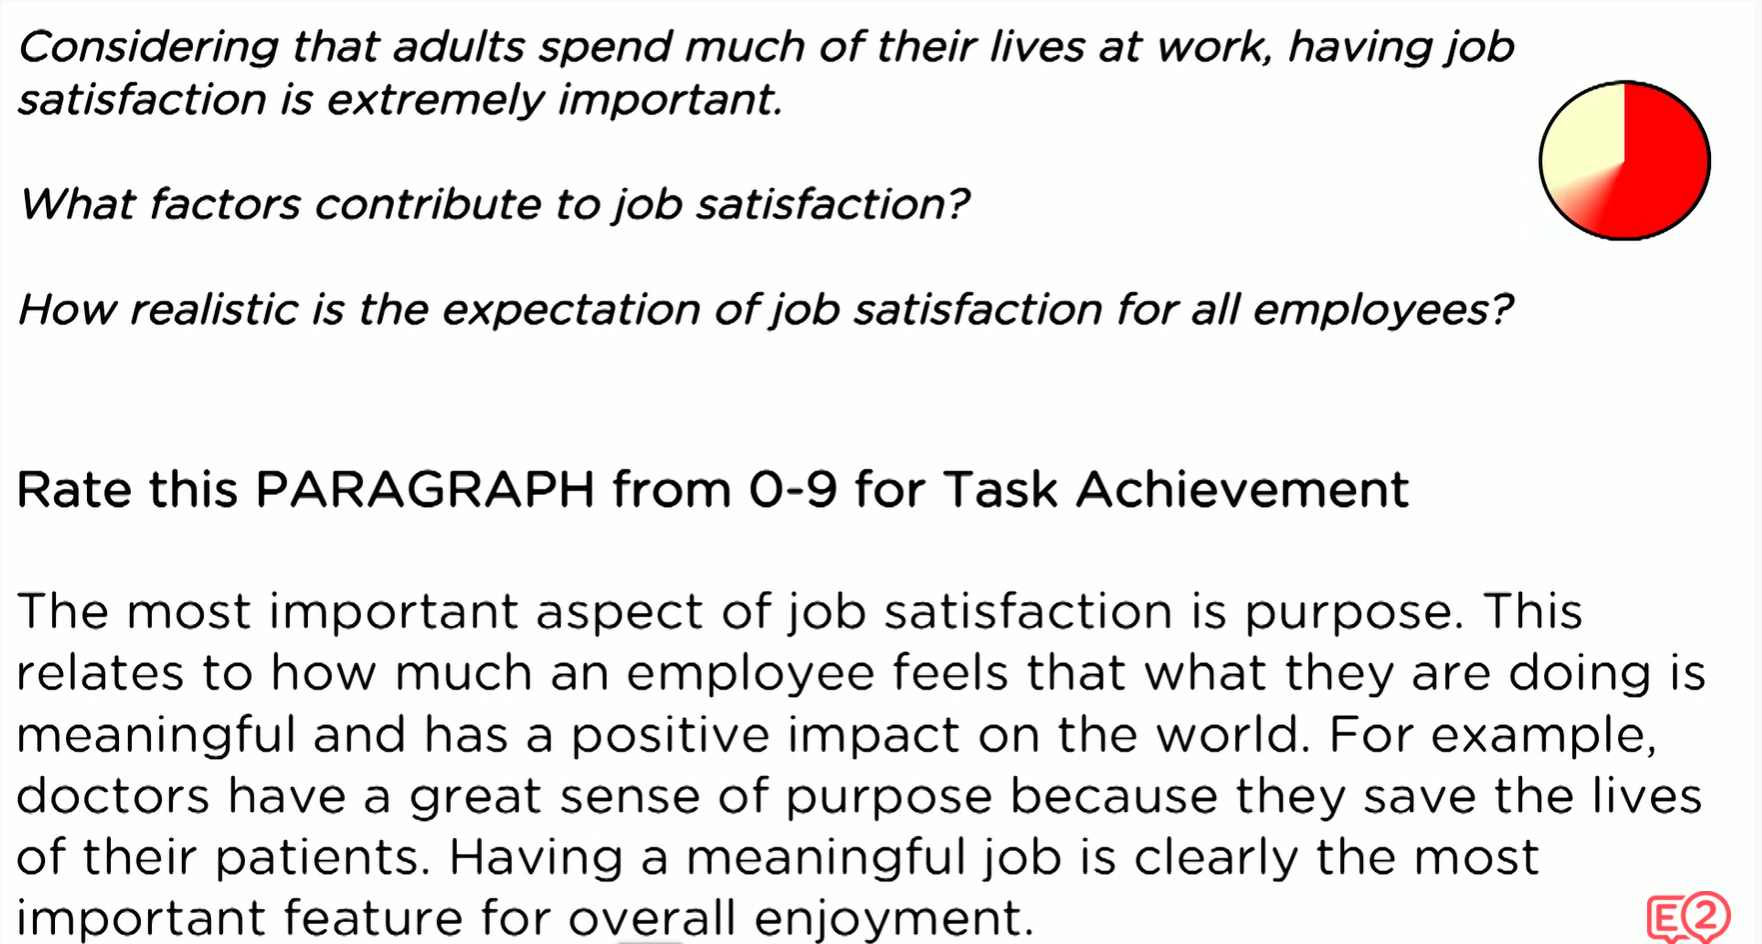 Considering that adults spend much of their lives at work, having job
satisfaction is extremely important.
What factors contribute to job satisfaction?
How realistic is the expectation of job satisfaction for all employees?
Rate this PARAGRAPH from 0-9 for Task Achievement
The most important aspect of job satisfaction is purpose. This
relates to how much an employee feels that what they are doing is
meaningful and has a positive impact on the world. For example,
doctors have a great sense of purpose because they save the lives
of their patients. Having a meaningful job is clearly the most
important feature for overall enjoyment.
E2